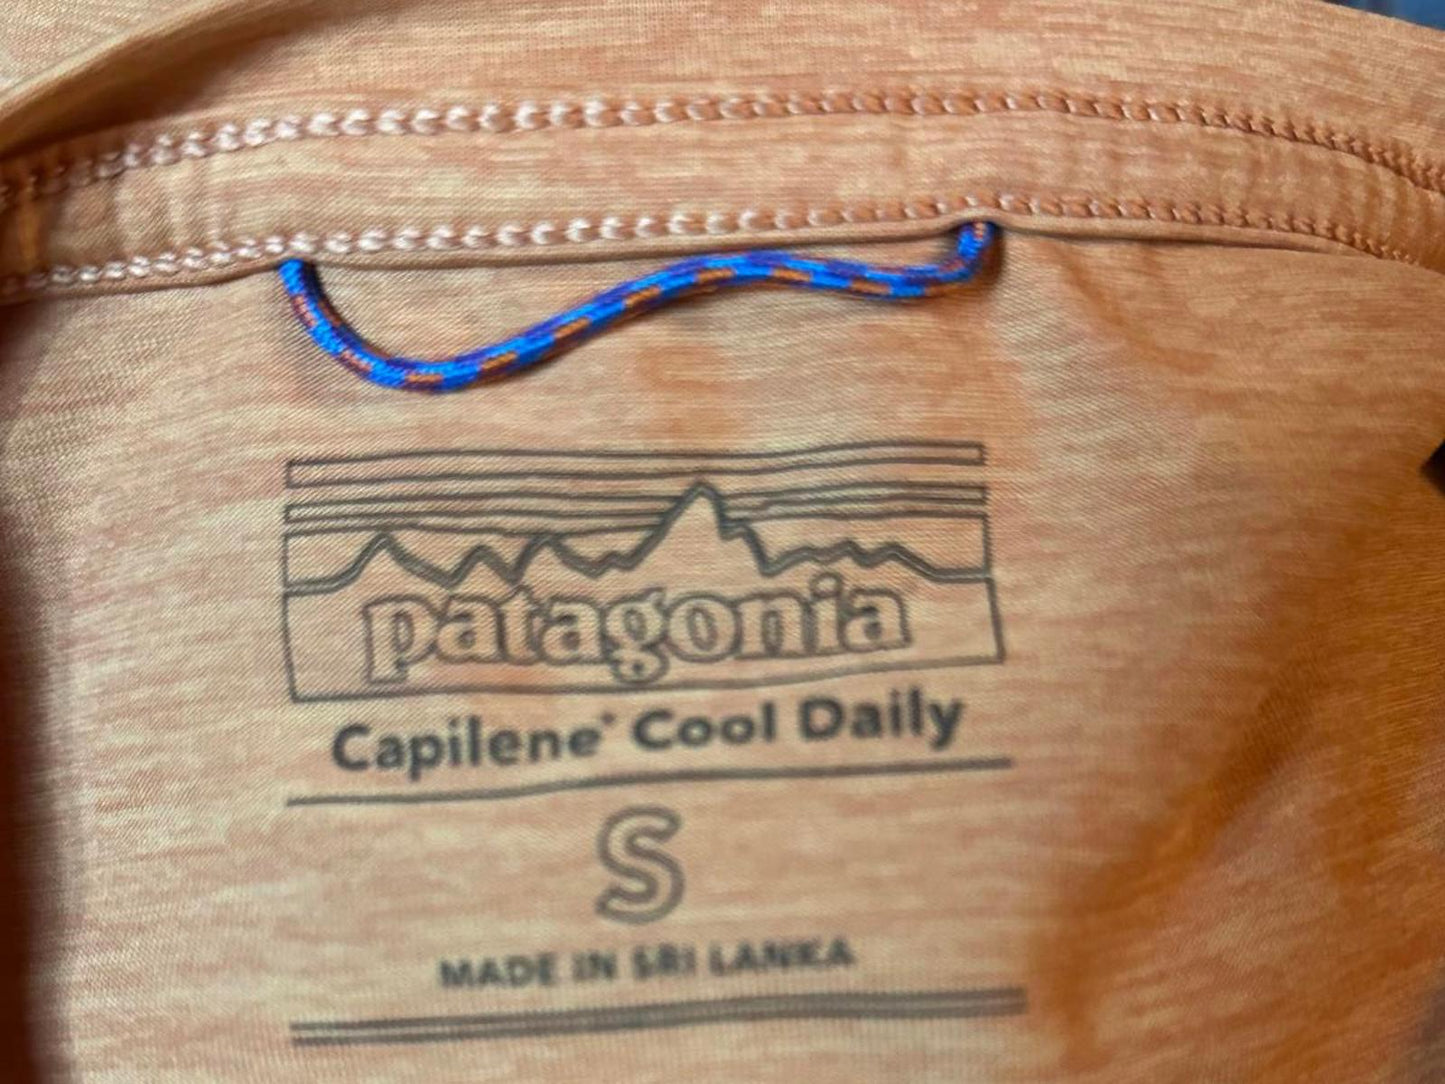 patagonia
Capilene® Cool Daily
S
MADE IN SRI LANKA